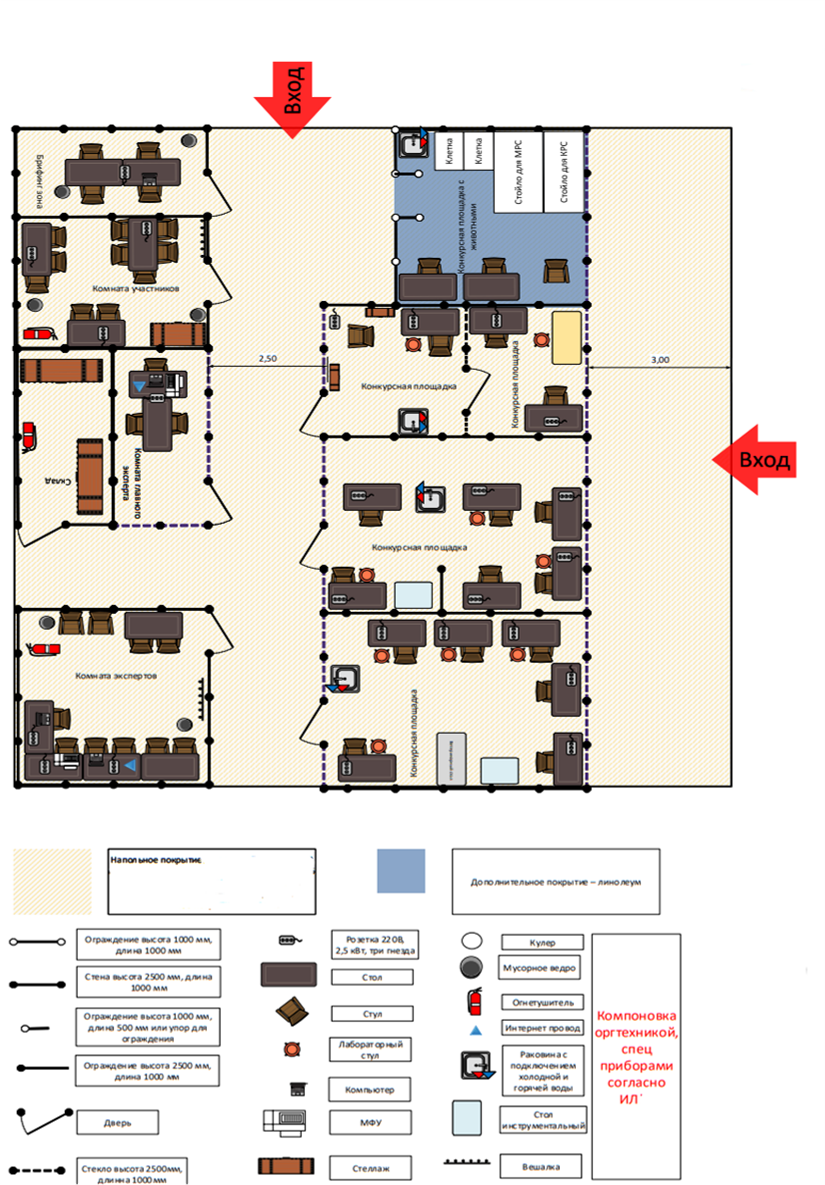 Вход
Брифинг зона
Клетка
Клетка
Стойло для МРС
Стойло для КРС
Конкурсная площадка с
животными
Комната участников
2,50
3,00
Конкурсная площадка
Конкурсная площадка
Вход
Склад
Комната главного
эксперта
Конкурсная площадка
Комната экспертов
Конкурсная площадка
Напольное покрытие
Дополнительное покрытие – линолеум
Ограждение высота 1000 мм,
длина 1000 мм
Стена высота 2500 мм, длина
1000 мм
Ограждение высота 1000 мм,
длина 500 мм или упор для
ограждения
Ограждение высота 2500 мм,
длина 1000 мм
Дверь
Стекло высота 2500мм,
длинна 1000мм
Розетка 220В,
2,5 кВт, три гнезда
Стол
Стул
Лабораторный
стул
Компьютер
МФУ
Стеллаж
Кулер
Мусорное ведро
Огнетушитель
Интернет провод
Раковина с
подключением
холодной и
горячей воды
Стол
инструментальный
Вешалка
Компоновка
оргтехникой,
спец
приборами
согласно
ИЛ